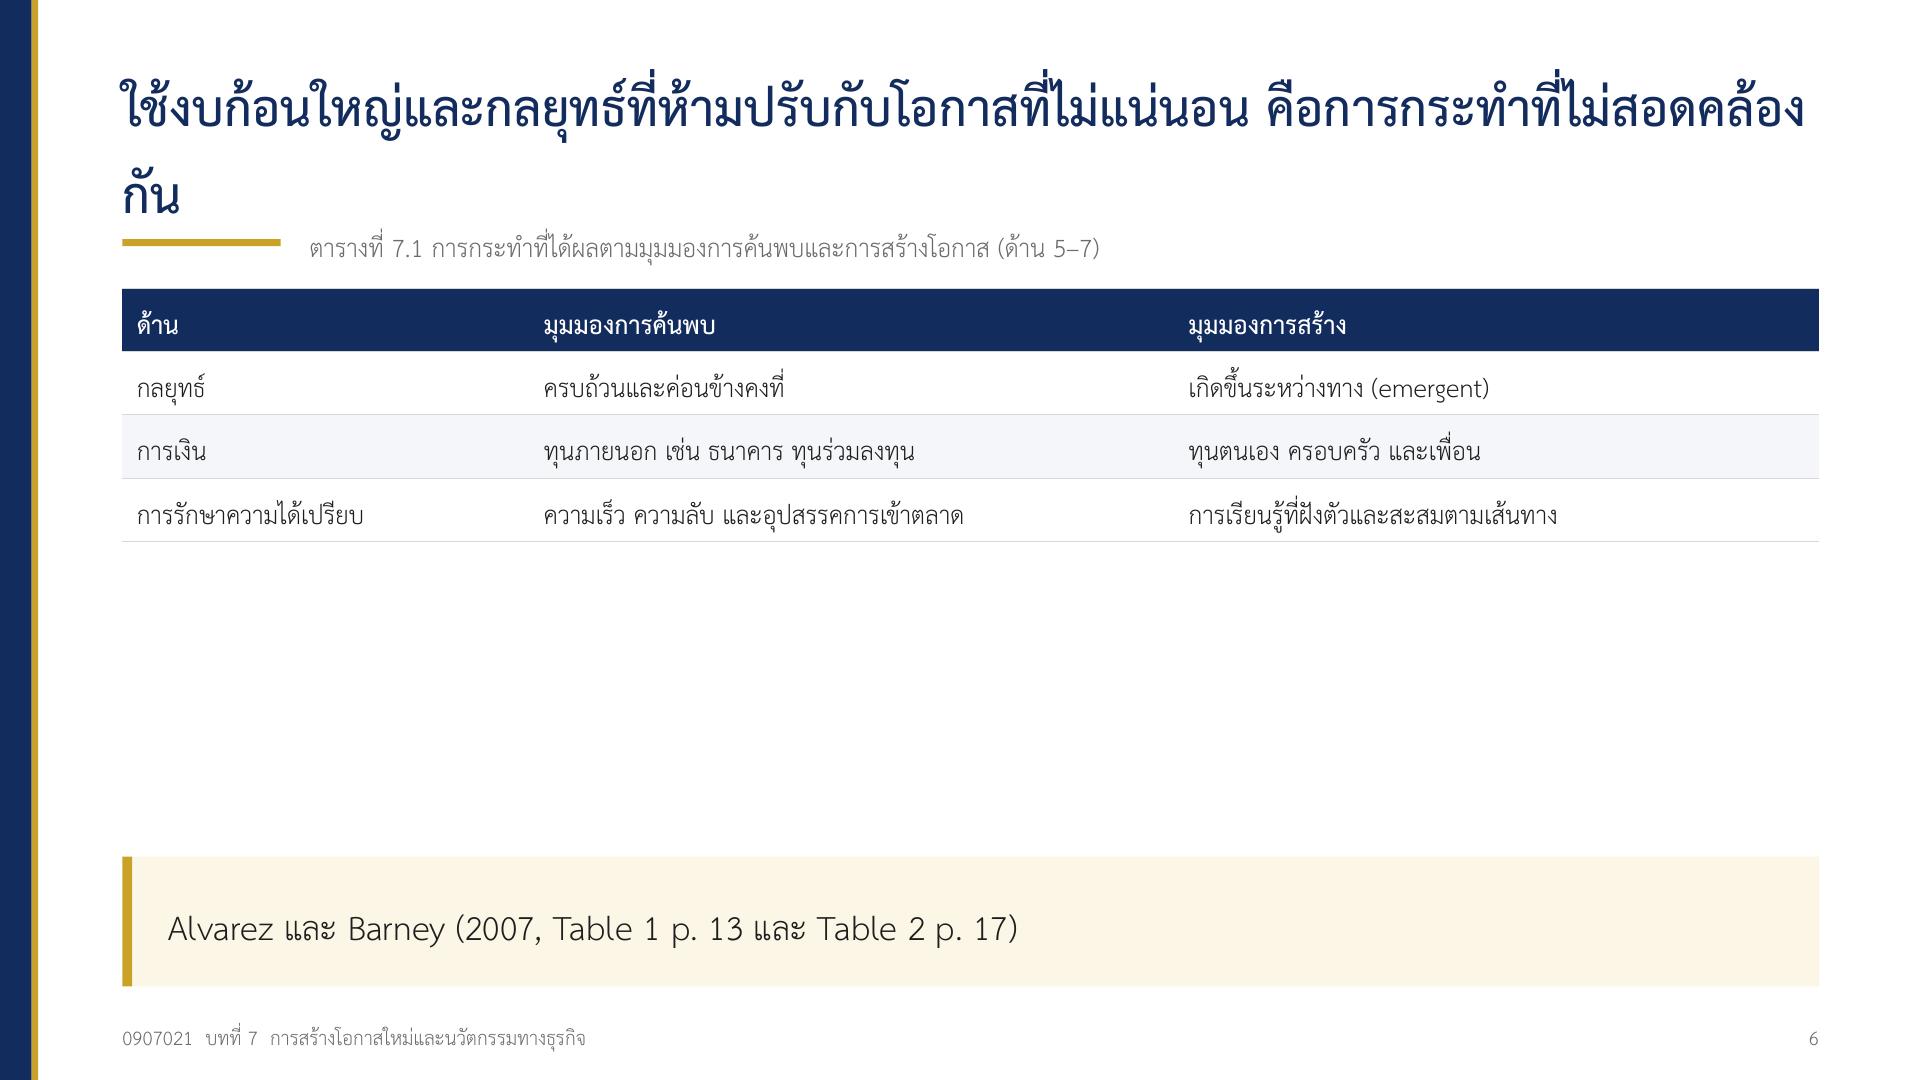 ใช้งบก้อนใหญ่และกลยุทธ์ที่ห้ามปรับกับโอกาสที่ไม่แน่นอน คือการกระทำที่ไม่สอดคล้อง
กัน
ตารางที่ 7.1 การกระทำที่ได้ผลตามมุมมองการค้นพบและการสร้างโอกาส (ด้าน 5–7)
ด้าน มุมมองการค้นพบ มุมมองการสร้าง
กลยุทธ์ ครบถ้วนและค่อนข้างคงที่ เกิดขึ้นระหว่างทาง (emergent)
การเงิน ทุนภายนอก เช่น ธนาคาร ทุนร่วมลงทุน ทุนตนเอง ครอบครัว และเพื่อน
การรักษาความได้เปรียบ ความเร็ว ความลับ และอุปสรรคการเข้าตลาด การเรียนรู้ที่ฝังตัวและสะสมตามเส้นทาง
Alvarez และ Barney (2007, Table 1 p. 13 และ Table 2 p. 17)
0907021 บทที่ 7 การสร้างโอกาสใหม่และนวัตกรรมทางธุรกิจ 6